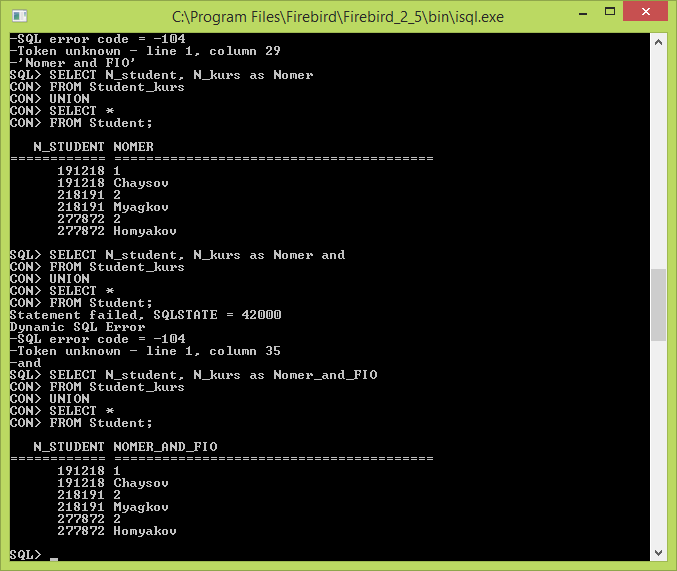 C:\Program Files\Firebird\Firebird_2_5\bin\isql.exe
-SQL error code = -104
-Token unknown - line 1, column 29
-'Nomer and FIO'
SQL> SELECT N_student, N_kurs as Nomer
CON> FROM Student_kurs
CON> UNION
CON> SELECT *
CON> FROM Student;
N_STUDENT NOMER
============ ========================================
191218 1
191218 Chaysov
218191 2
218191 Myagkov
277872 2
277872 Homyakov
SQL> SELECT N_student, N_kurs as Nomer and
CON> FROM Student_kurs
CON> UNION
CON> SELECT *
CON> FROM Student;
Statement failed, SQLSTATE = 42000
Dynamic SQL Error
-SQL error code = -104
-Token unknown - line 1, column 35
-and
SQL> SELECT N_student, N_kurs as Nomer_and_FIO
CON> FROM Student_kurs
CON> UNION
CON> SELECT *
CON> FROM Student;
N_STUDENT NOMER_AND_FIO
============ ========================================
191218 1
191218 Chaysov
218191 2
218191 Myagkov
277872 2
277872 Homyakov
SQL> _